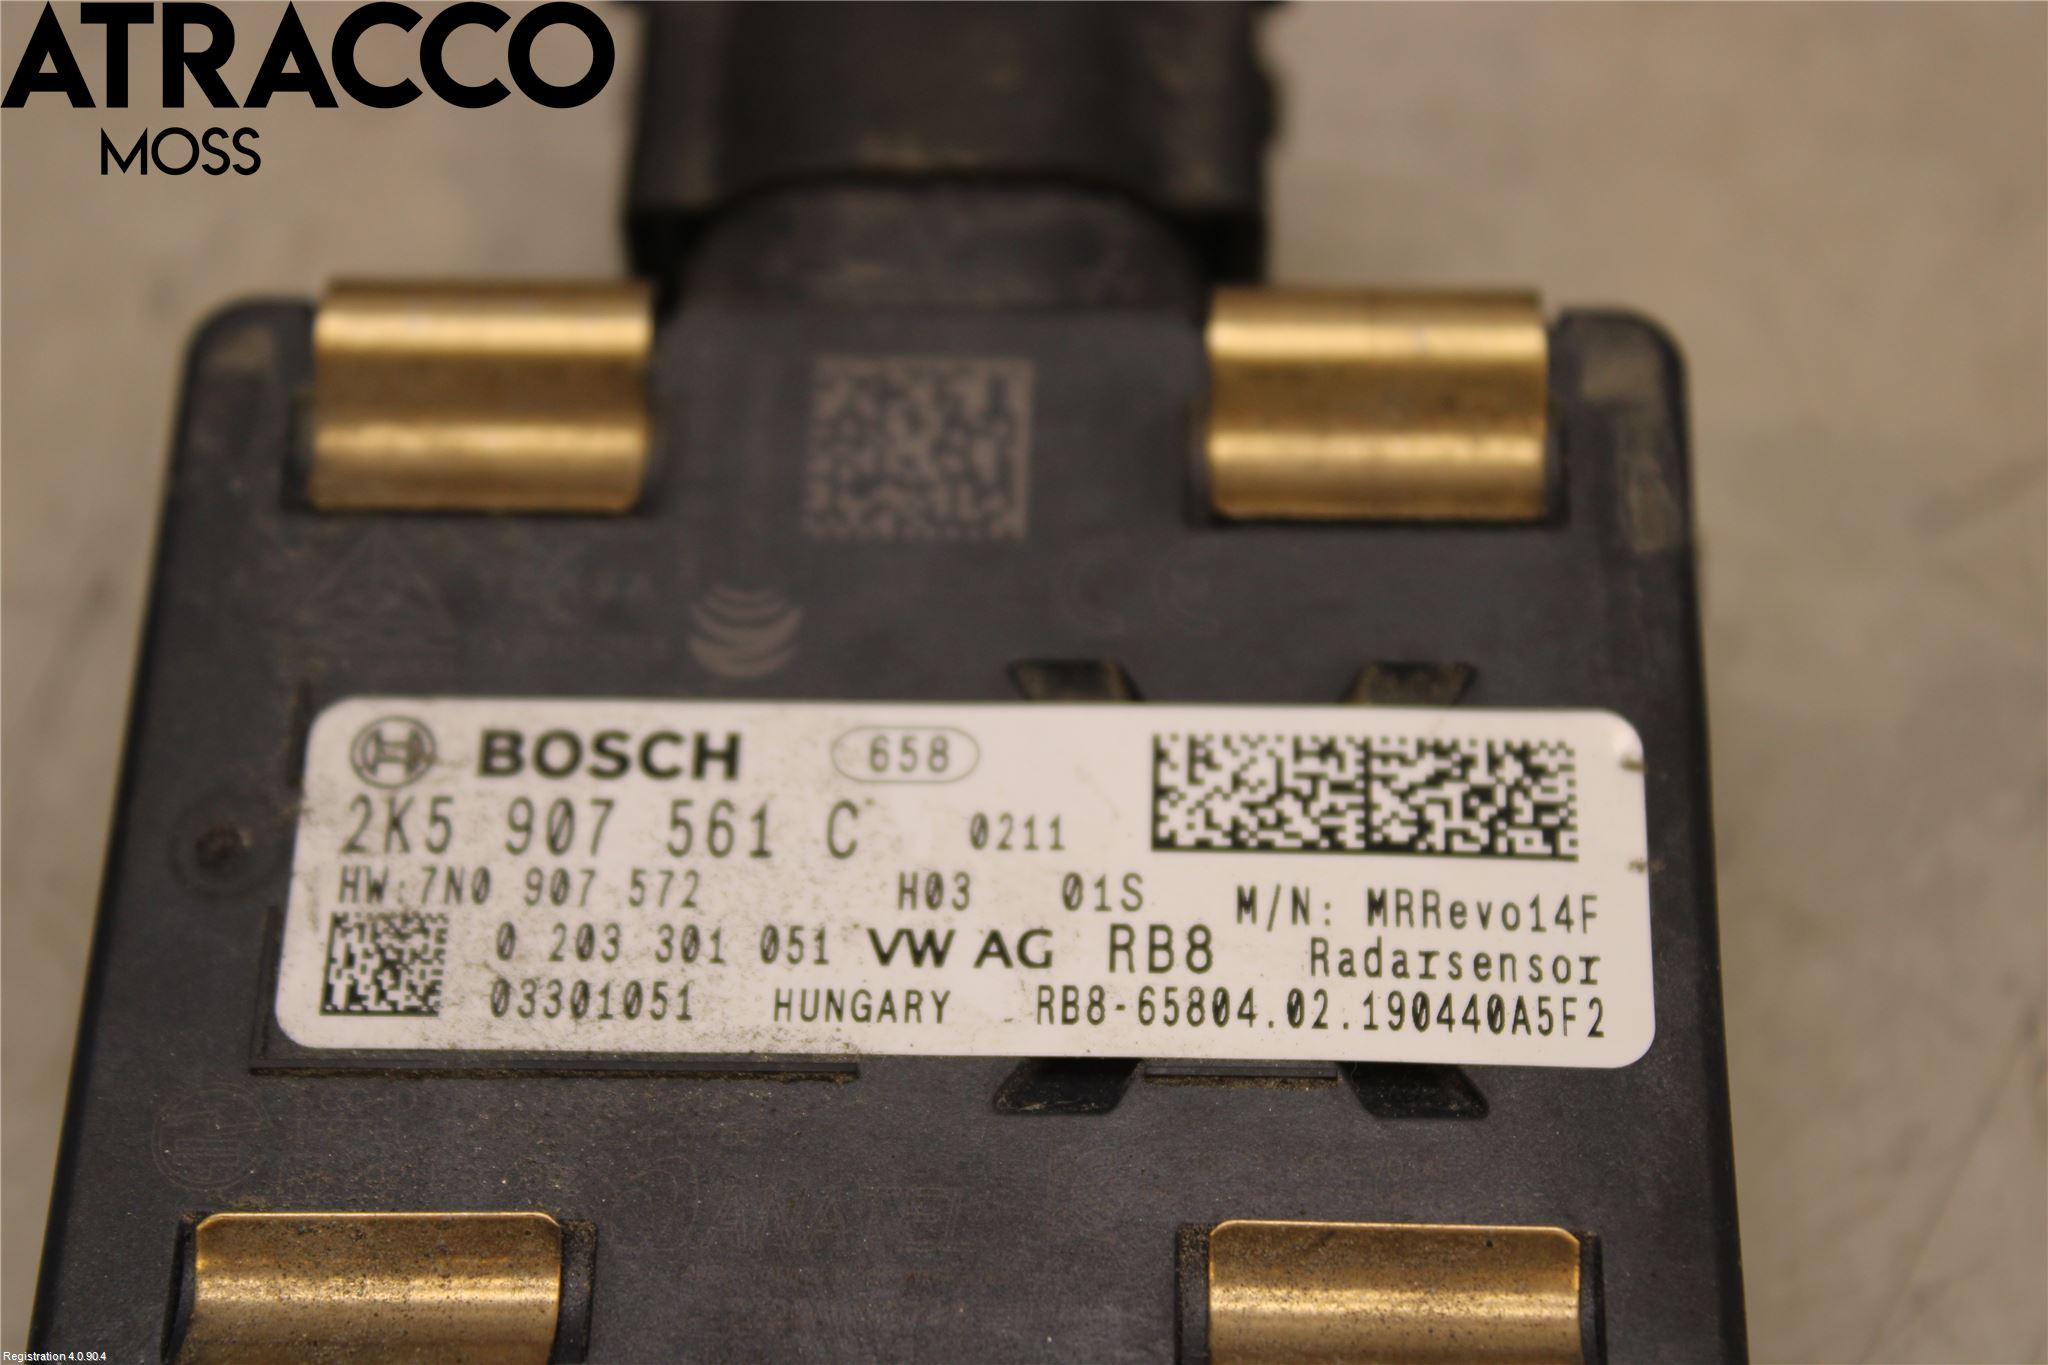 ATRACCO
MOSS
BOSCH 658
2K5 907 561 C 0211
HW:7N0 907 572 H03 01S M/N: MRRevo14F
0 203 301 051 VW AG RB8 Radarsensor
03301051 HUNGARY RB8-65804.02.190440A5F2
ANATEL
Registration 4.0.90.4